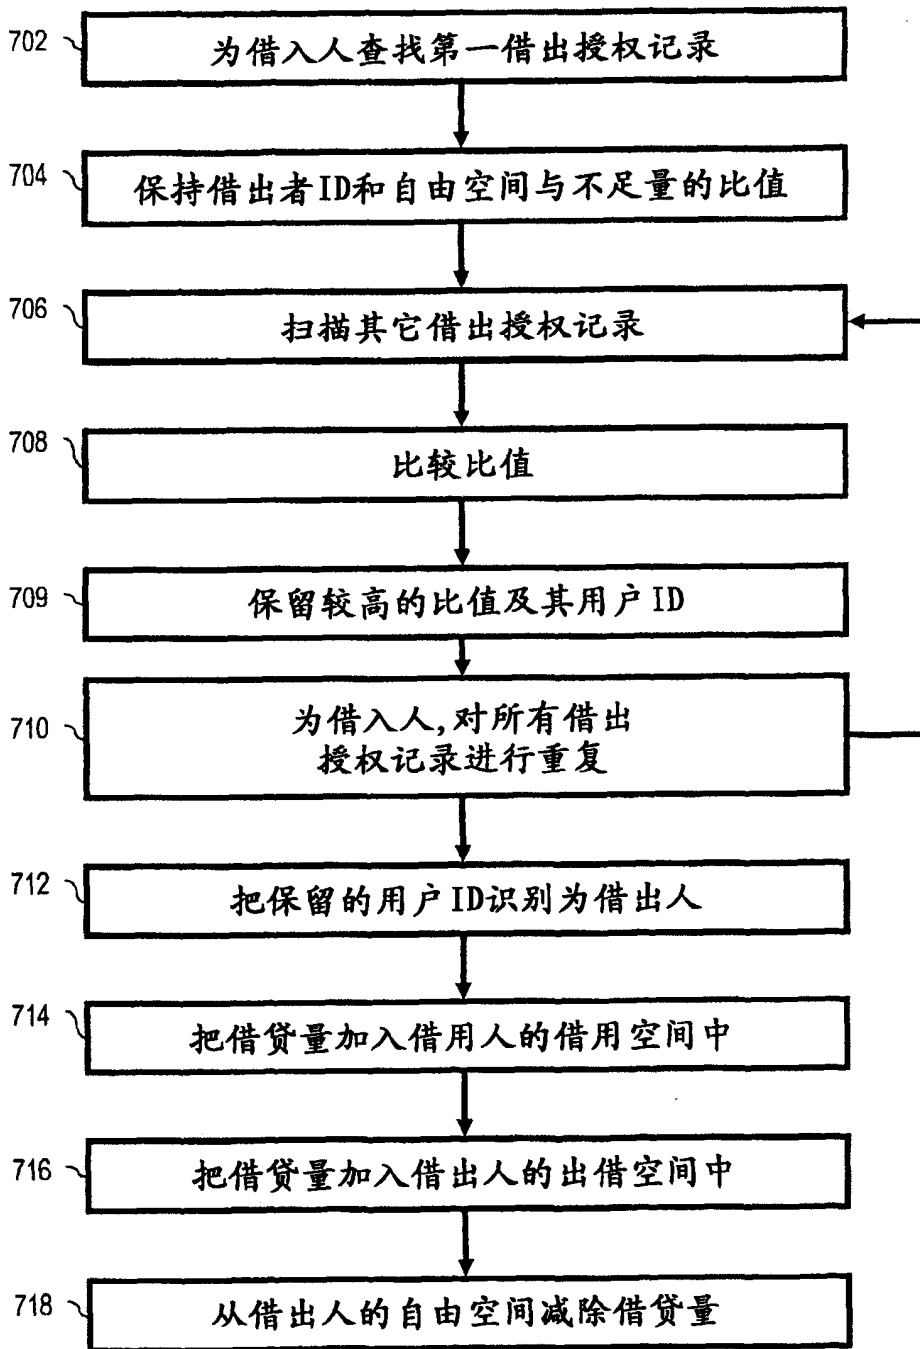 702
为借入人查找第一借出授权记录
704
保持借出者ID和自由空间与不足量的比值
706
扫描其它借出授权记录
708
比较比值
709
保留较高的比值及其用户ID
710
为借入人,对所有借出
授权记录进行重复
712
把保留的用户ID识别为借出人
714
把借贷量加入借用人的借用空间中
716
把借贷量加入借出人的出借空间中
718
从借出人的自由空间减除借贷量